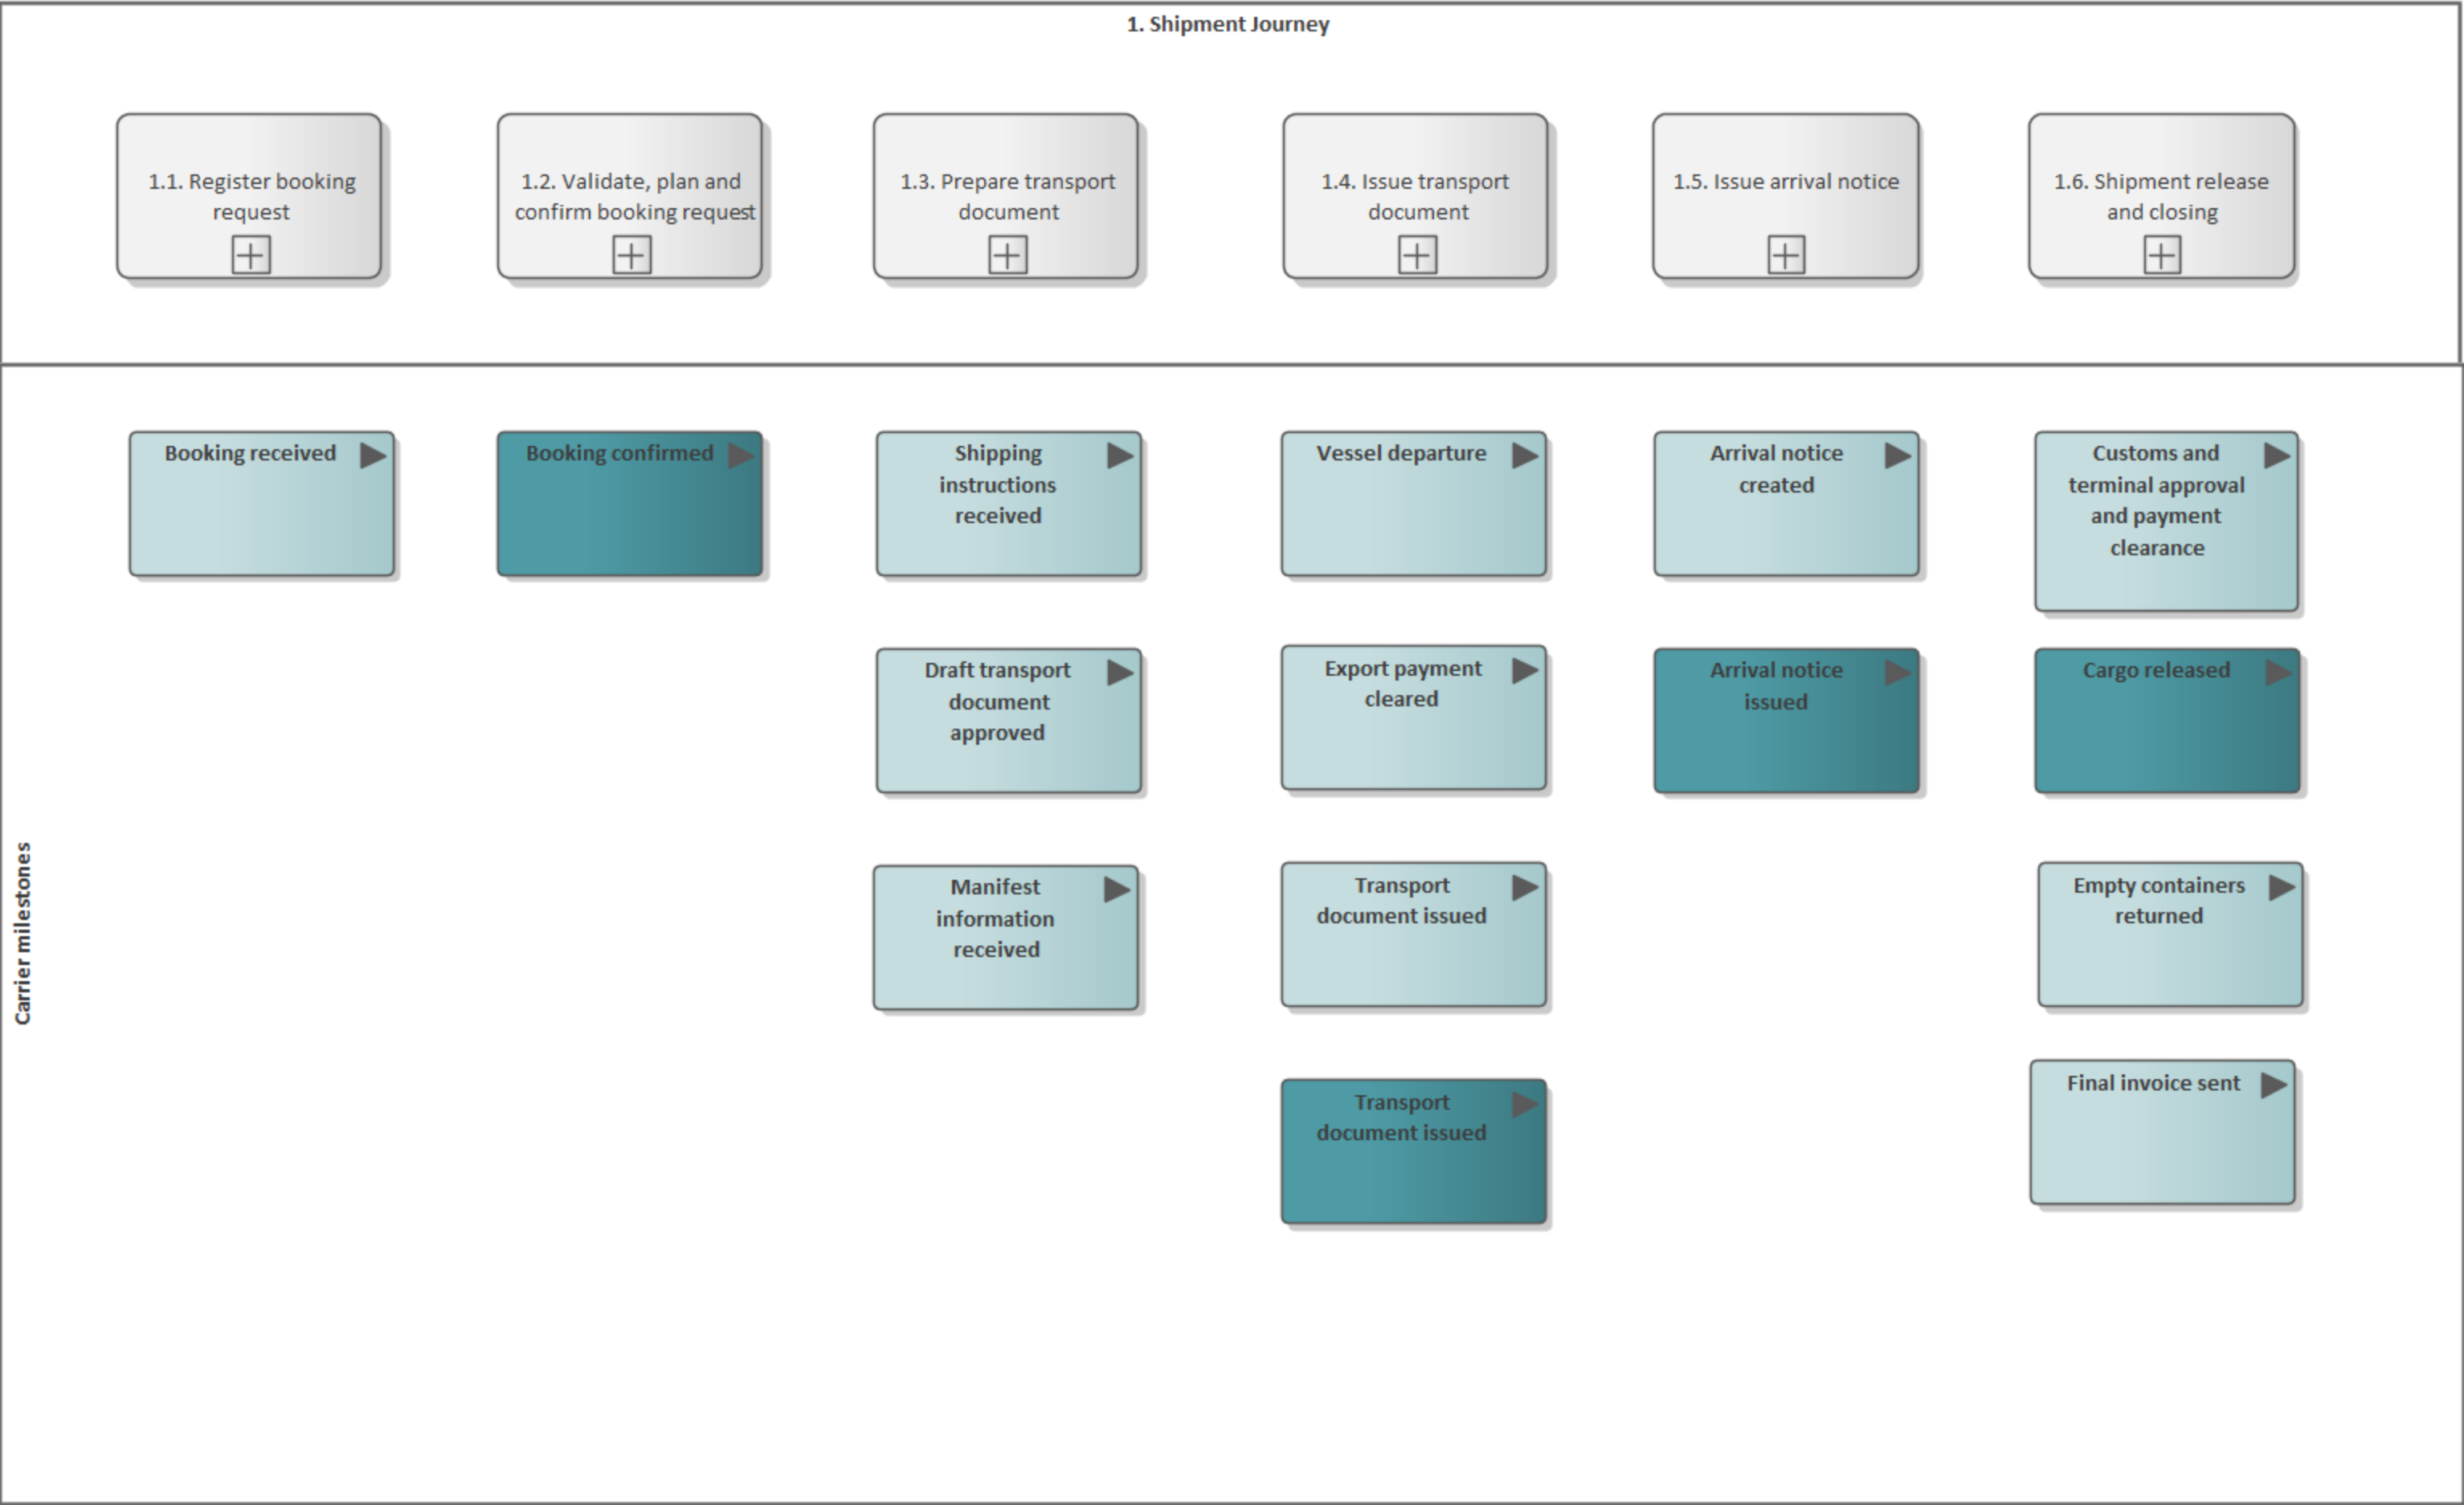 1. Shipment Journey
1.1. Register booking
request
1.2. Validate, plan and
confirm booking request
1.3. Prepare transport
document
1.4. Issue transport
document
1.5. Issue arrival notice
1.6. Shipment release
and closing
Carrier milestones
Booking received
Booking confirmed
Shipping
instructions
received
Vessel departure
Arrival notice
created
Customs and
terminal approval
and payment
clearance
Draft transport
document
approved
Export payment
cleared
Arrival notice
issued
Cargo released
Manifest
information
received
Transport
document issued
Empty containers
returned
Transport
document issued
Final invoice sent